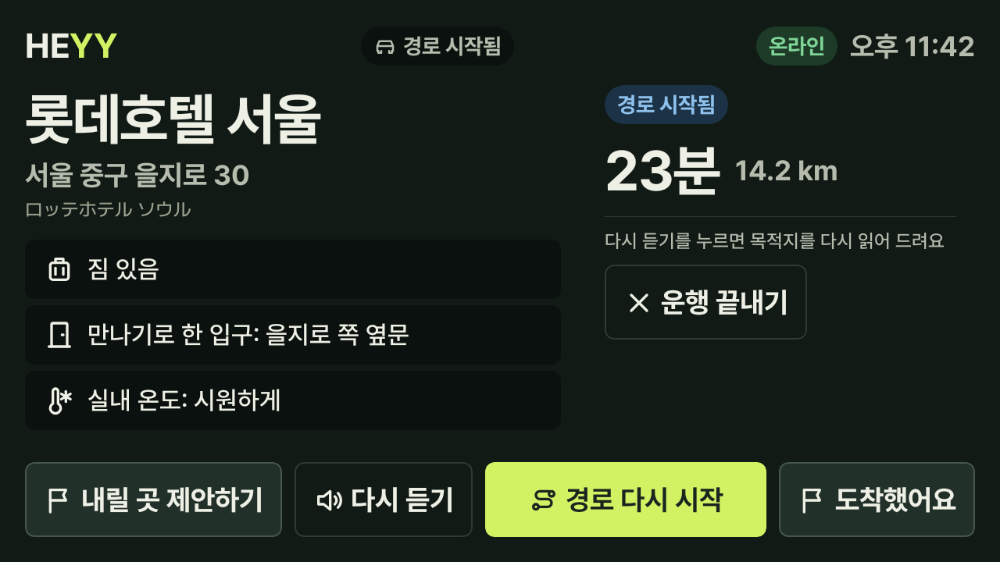 HEYY
경로 시작됨
온라인
오후 11:42
롯데호텔 서울
서울 중구 을지로 30
ロッテホテル ソウル
짐 있음
만나기로 한 입구: 을지로 쪽 옆문
실내 온도: 시원하게
경로 시작됨
23분 14.2 km
다시 듣기를 누르면 목적지를 다시 읽어 드려요
운행 끝내기
내릴 곳 제안하기
다시 듣기
경로 다시 시작
도착했어요